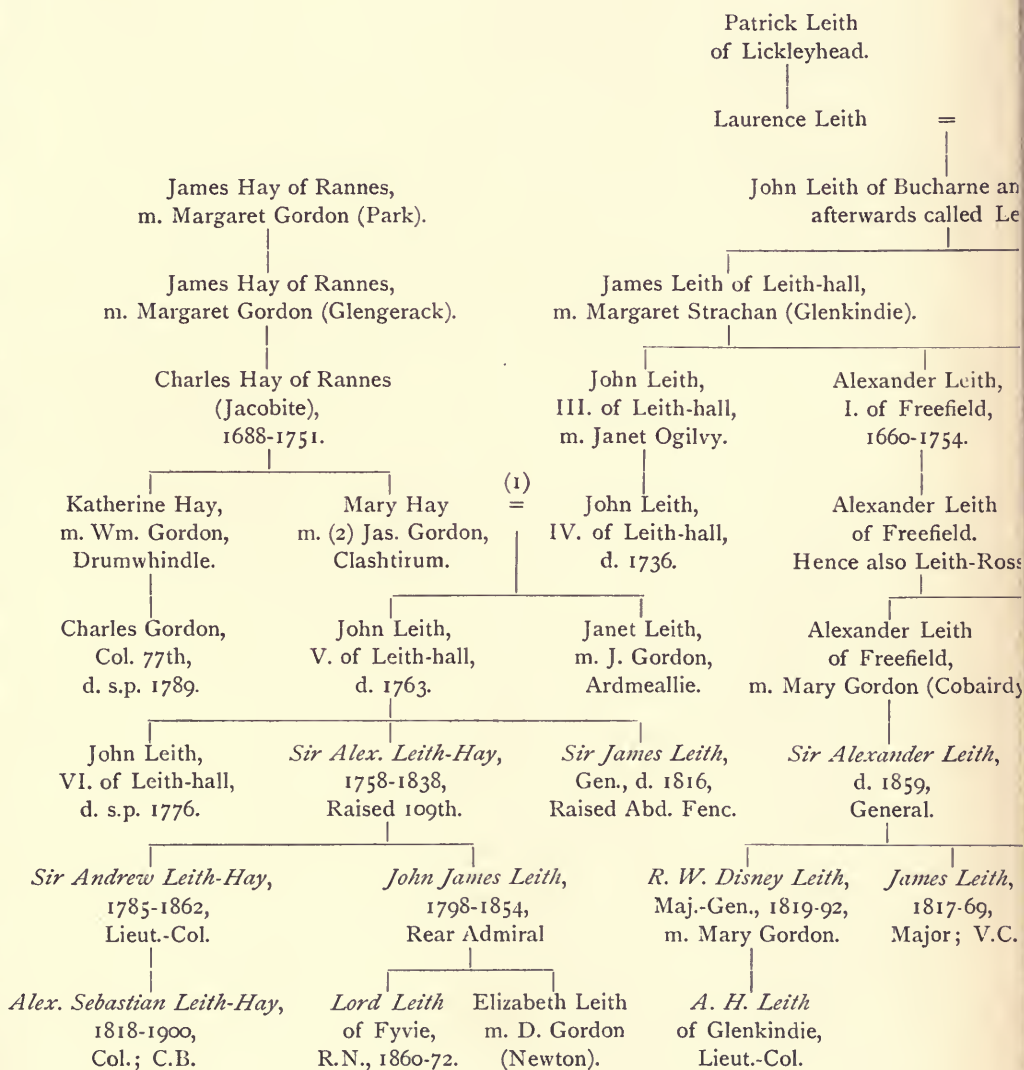 Patrick Leith
of Lickleyhead.
Laurence Leith =
James Hay of Rannes,
m. Margaret Gordon (Park).
John Leith of Bucharne an
afterwards called Le
James Hay of Rannes,
m. Margaret Gordon (Glengerack).
James Leith of Leith-hall,
m. Margaret Strachan (Glenkindie).
Charles Hay of Rannes
(Jacobite),
1688-1751.
John Leith,
III. of Leith-hall,
m. Janet Ogilvy.
Alexander Leith,
I. of Freefield,
1660-1754.
Katherine Hay,
m. Wm. Gordon,
Drumwhindle.
Mary Hay
m. (2) Jas. Gordon,
Clashtirum.
(1)
=
John Leith,
IV. of Leith-hall,
d. 1736.
Alexander Leith
of Freefield.
Hence also Leith-Ross
Charles Gordon,
Col. 77th,
d. s.p. 1789.
John Leith,
V. of Leith-hall,
d. 1763.
Janet Leith,
m. J. Gordon,
Ardmeallie.
Alexander Leith
of Freefield,
m. Mary Gordon (Cobairdy
John Leith,
VI. of Leith-hall,
d. s.p. 1776.
Sir Alex. Leith-Hay,
1758-1838,
Raised 109th.
Sir James Leith,
Gen., d. 1816,
Raised Abd. Fenc.
Sir Alexander Leith,
d. 1859,
General.
Sir Andrew Leith-Hay,
1785-1862,
Lieut.-Col.
John James Leith,
1798-1854,
Rear Admiral
R. W. Disney Leith,
Maj.-Gen., 1819-92,
m. Mary Gordon.
James Leith,
1817-69,
Major; V.C.
Alex. Sebastian Leith-Hay,
1818-1900,
Col.; C.B.
Lord Leith
of Fyvie,
R.N., 1860-72.
Elizabeth Leith
m. D. Gordon
(Newton).
A. H. Leith
of Glenkindie,
Lieut.-Col.